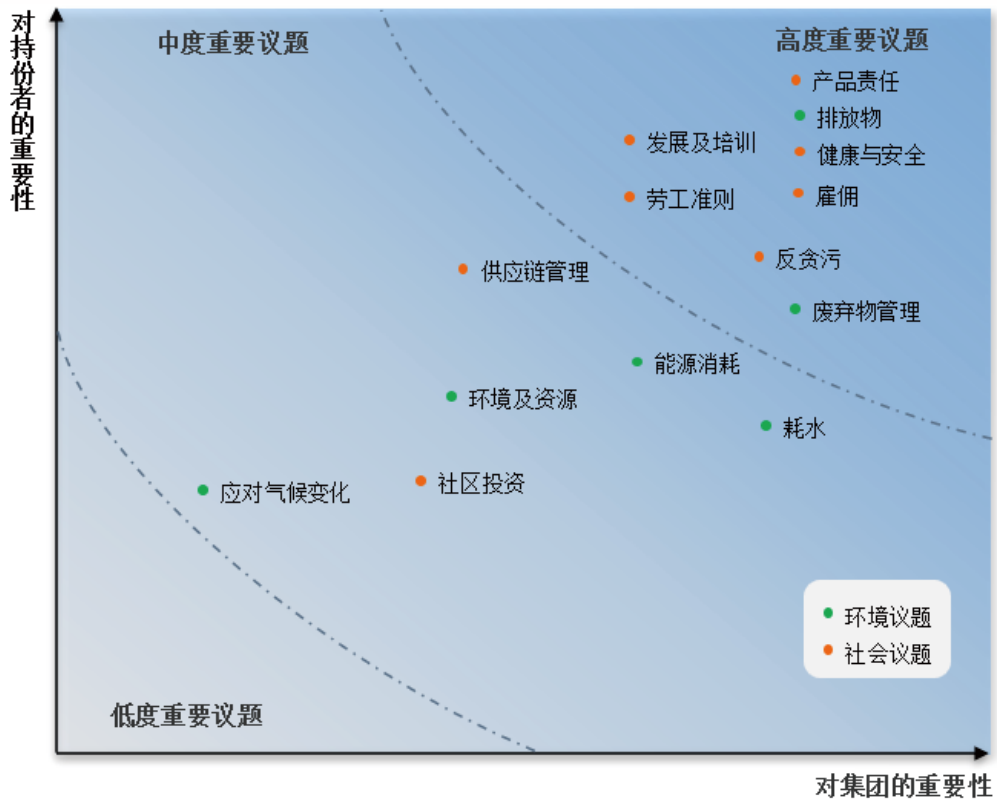 对持份者的重要性
中度重要议题
高度重要议题
产品责任
排放物
发展及培训
健康与安全
劳工准则
雇佣
反贪污
供应链管理
废弃物管理
能源消耗
环境及资源
耗水
社区投资
应对气候变化
环境议题
社会议题
低度重要议题
对集团的重要性